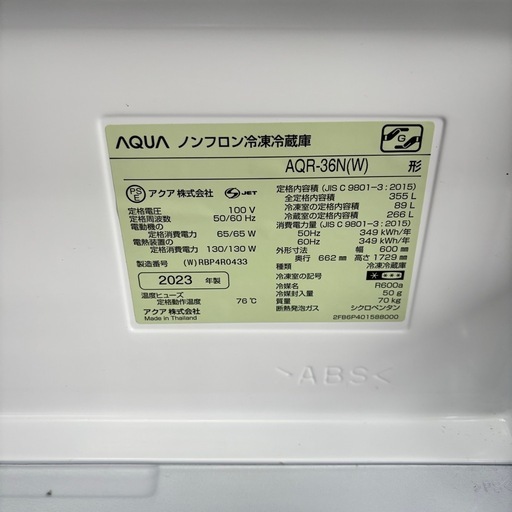 AQUA ノンフロン冷凍冷蔵庫
G
AQR-36N(W) 形
PS E アクア株式会社 S JET
定格電圧 100 V
定格周波数 50/60 Hz
電動機の
定格消費電力 65/65 W
電熱装置の
定格消費電力 130/130 W
製造番号 (W) RBP4R0433
2023 年製
温度ヒューズ
定格動作温度 76℃
アクア株式会社
Made in Thailand
定格内容積 (JIS C 9801-3 : 2015)
全定格内容積 355 L
冷凍室の定格内容積 89 L
冷蔵室の定格内容積 266 L
消費電力量 (JIS C 9801-3 : 2015)
50Hz 349 kWh/年
60Hz 349 kWh/年
外形寸法 幅 600 mm
奥行 662 mm 高さ 1729 mm
種類 冷凍冷蔵庫
冷凍室の記号
冷媒名 R600a
冷媒封入量 50 g
質量 70 kg
断熱発泡ガス シクロペンタン
2FB6P401588000
>ABS<